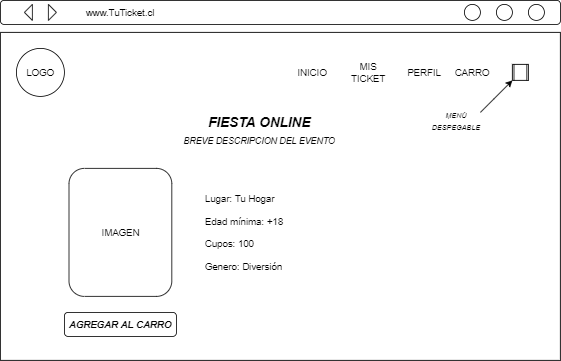 www.TuTicket.cl
LOGO
INICIO
MIS
TICKET
PERFIL
CARRO
MENÚ
DESPEGABLE
FIESTA ONLINE
BREVE DESCRIPCION DEL EVENTO
IMAGEN
Lugar: Tu Hogar
Edad mínima: +18
Cupos: 100
Genero: Diversión
AGREGAR AL CARRO